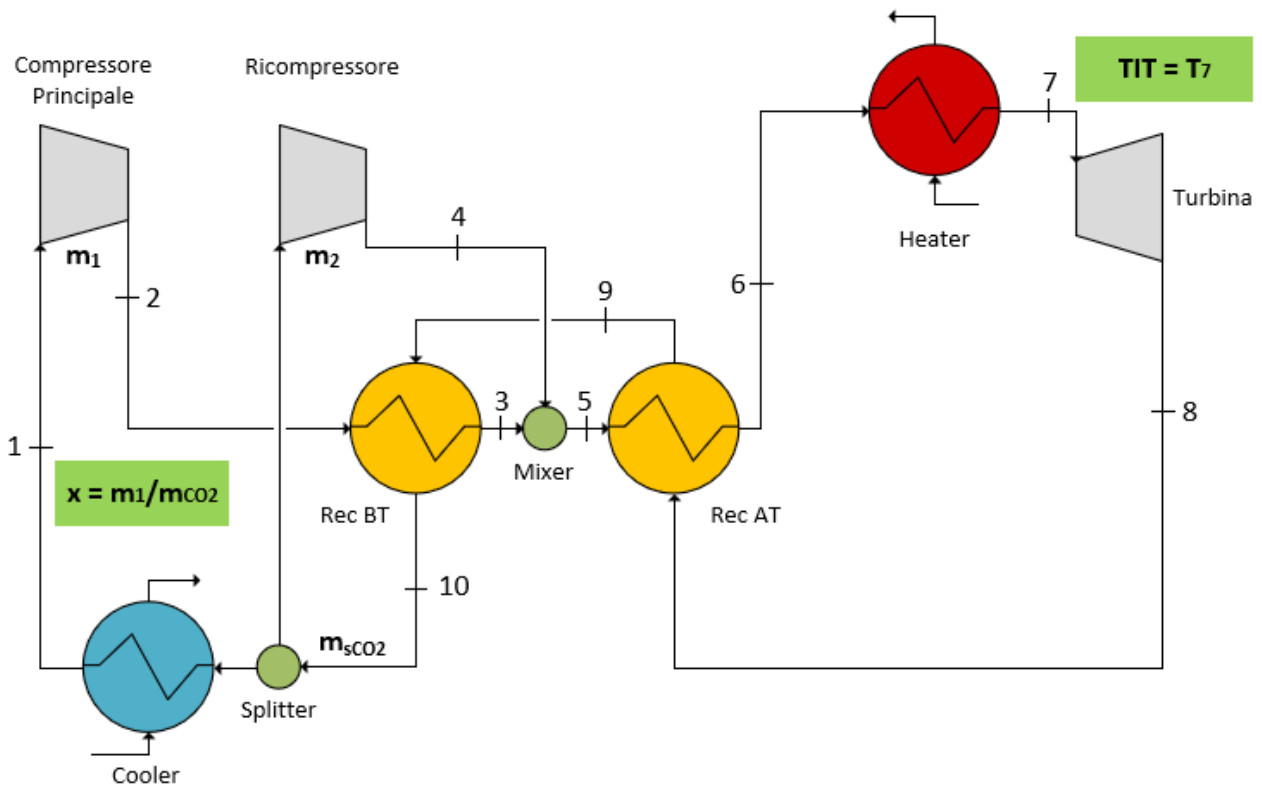 Compressore
Principale
Ricompressore
TIT = T7
7
Turbina
Heater
m1
m2
4
2
9
6
3
5
8
1
Mixer
x = m1/mCO2
Rec BT
Rec AT
10
msCO2
Splitter
Cooler